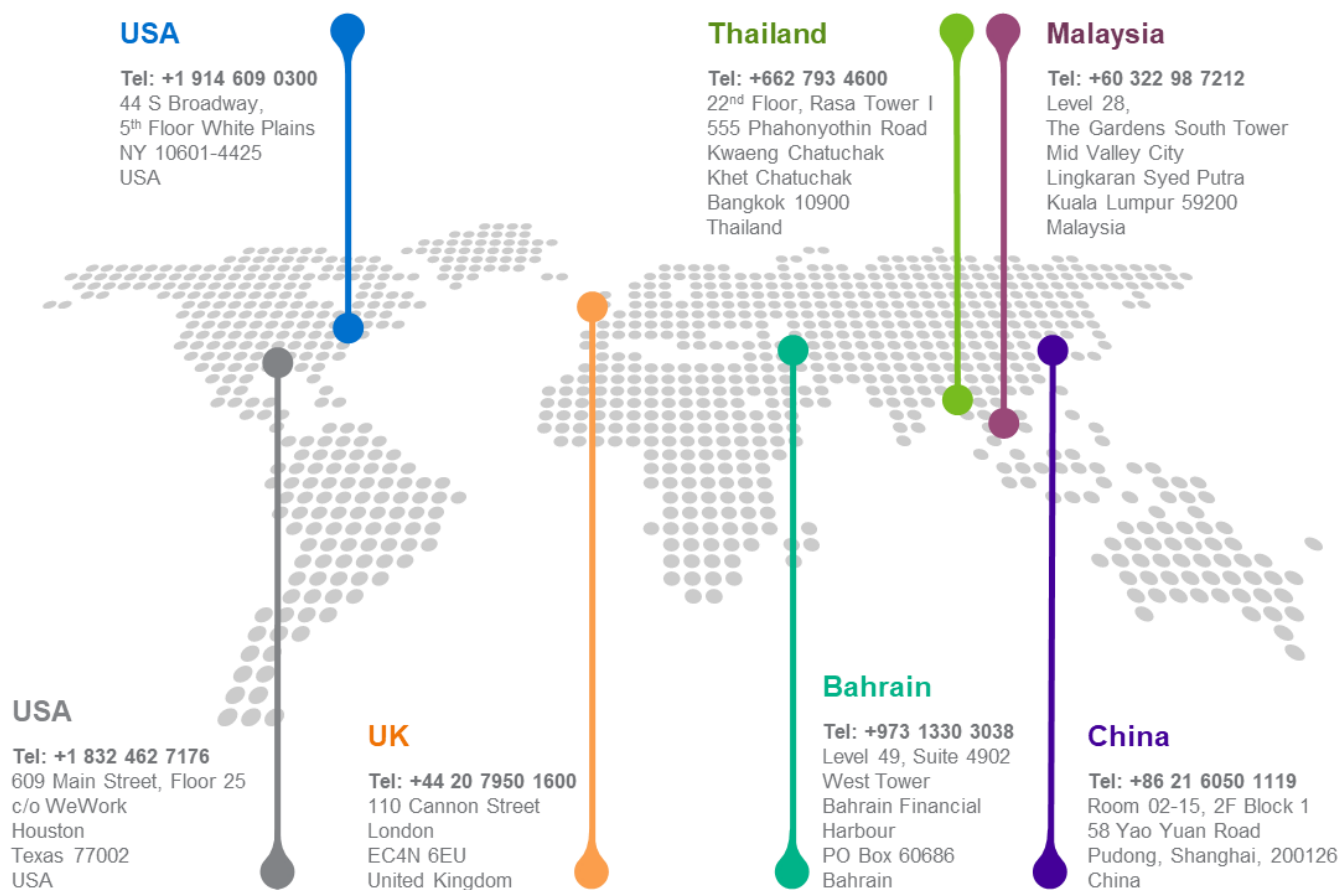 USA
Tel: +1 914 609 0300
44 S Broadway,
5th Floor White Plains
NY 10601-4425
USA
Thailand
Tel: +662 793 4600
22nd Floor, Rasa Tower I
555 Phahonyothin Road
Kwaeng Chatuchak
Khet Chatuchak
Bangkok 10900
Thailand
Malaysia
Tel: +60 322 98 7212
Level 28,
The Gardens South Tower
Mid Valley City
Lingkaran Syed Putra
Kuala Lumpur 59200
Malaysia
USA
Tel: +1 832 462 7176
609 Main Street, Floor 25
c/o WeWork
Houston
Texas 77002
USA
UK
Tel: +44 20 7950 1600
110 Cannon Street
London
EC4N 6EU
United Kingdom
Bahrain
Tel: +973 1330 3038
Level 49, Suite 4902
West Tower
Bahrain Financial
Harbour
PO Box 60686
Bahrain
China
Tel: +86 21 6050 1119
Room 02-15, 2F Block 1
58 Yao Yuan Road
Pudong, Shanghai, 200126
China